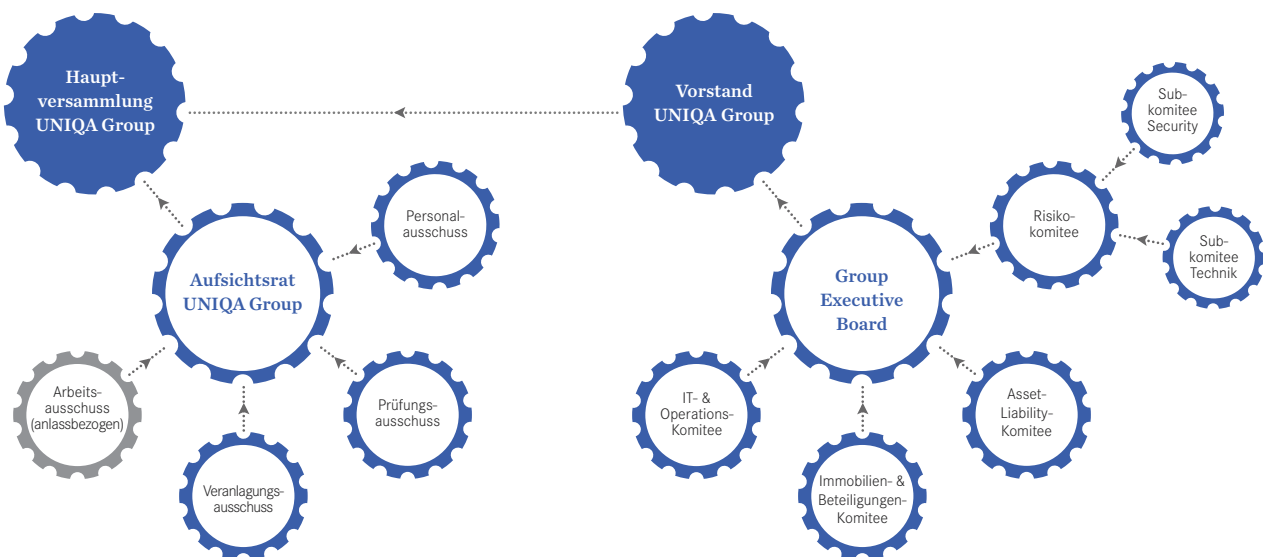 Haupt-
versammlung
UNIQA Group
Vorstand
UNIQA Group
Sub-
komitee
Security
Personal-
ausschuss
Risiko-
komitee
Sub-
komitee
Technik
Aufsichtsrat
UNIQA Group
Group
Executive
Board
Arbeits-
ausschuss
(anlassbezogen)
Prüfungs-
ausschuss
IT- &
Operations-
Komitee
Asset-
Liability-
Komitee
Veranlagungs-
ausschuss
Immobilien- &
Beteiligungen-
Komitee